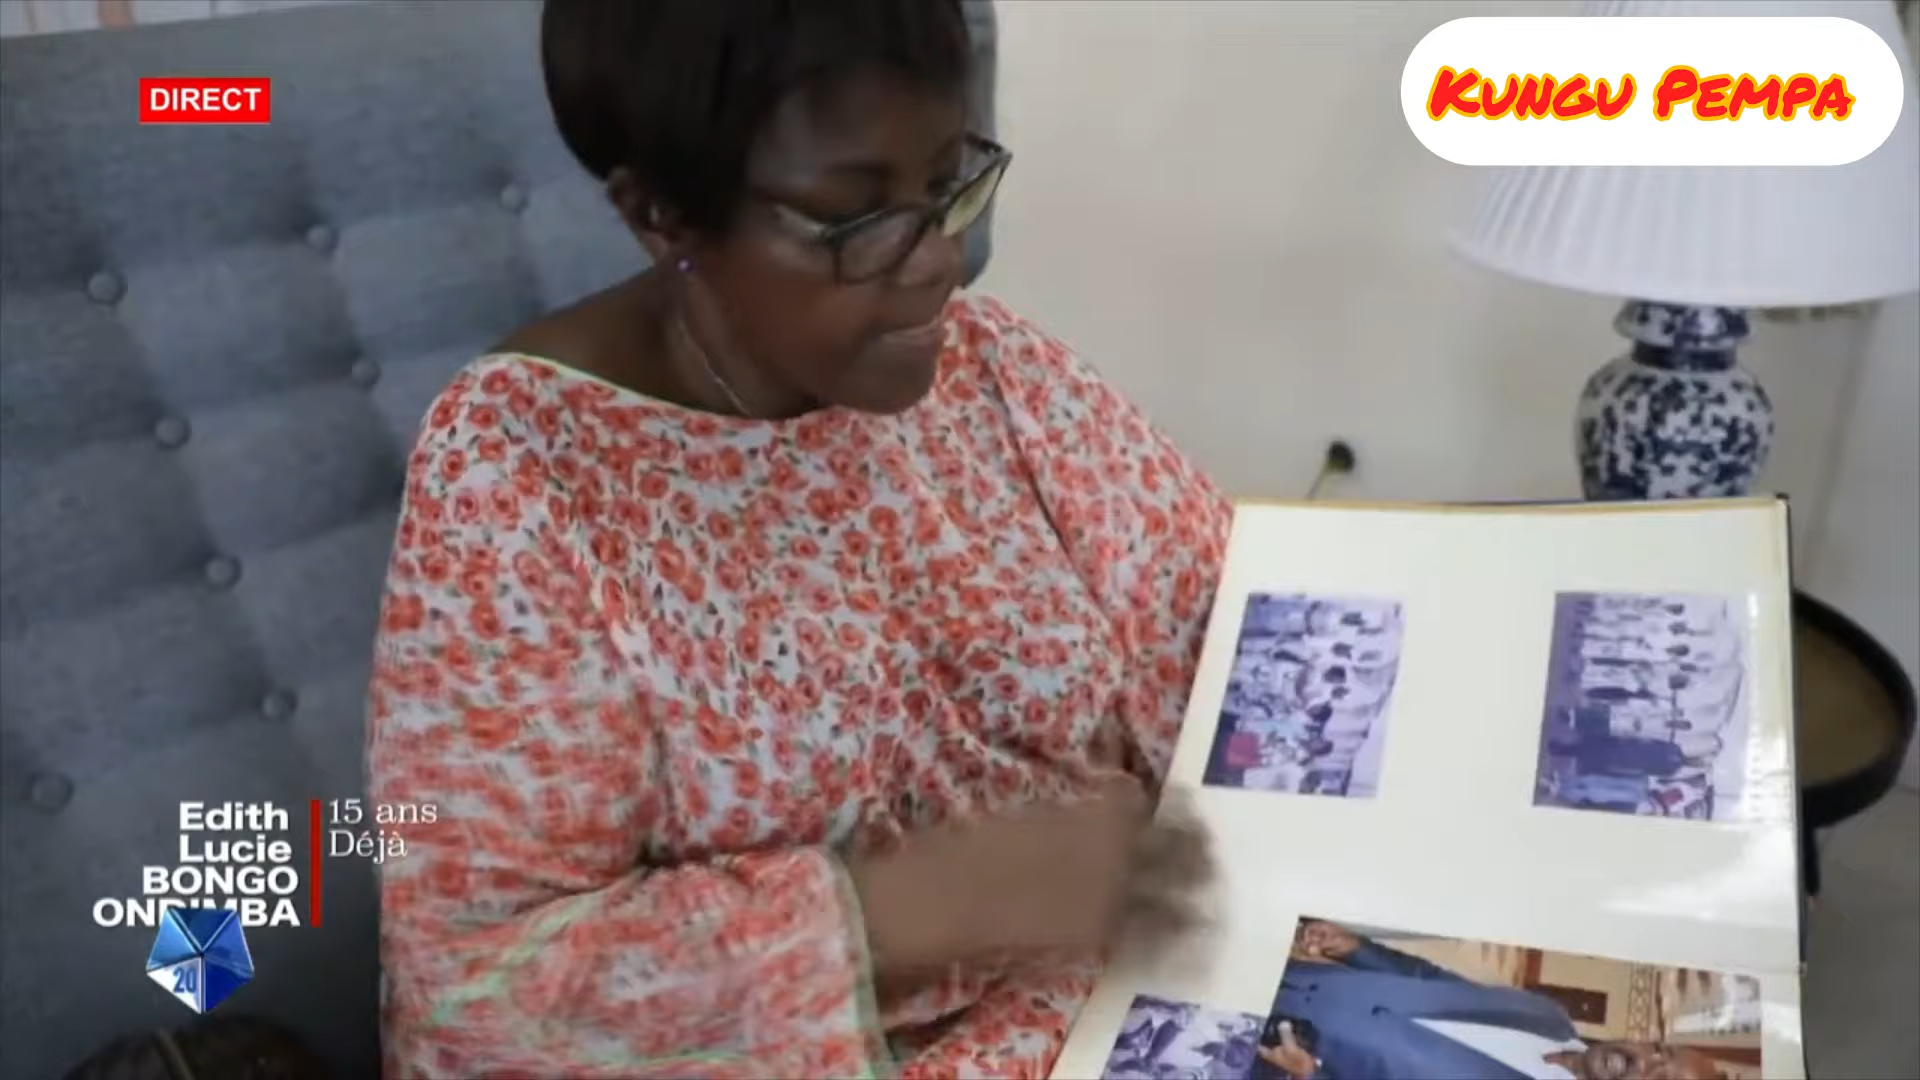 DIRECT
Kungu Pempa
Edith
Lucie
BONGO
ONDIMBA
15 ans
Déjà
20